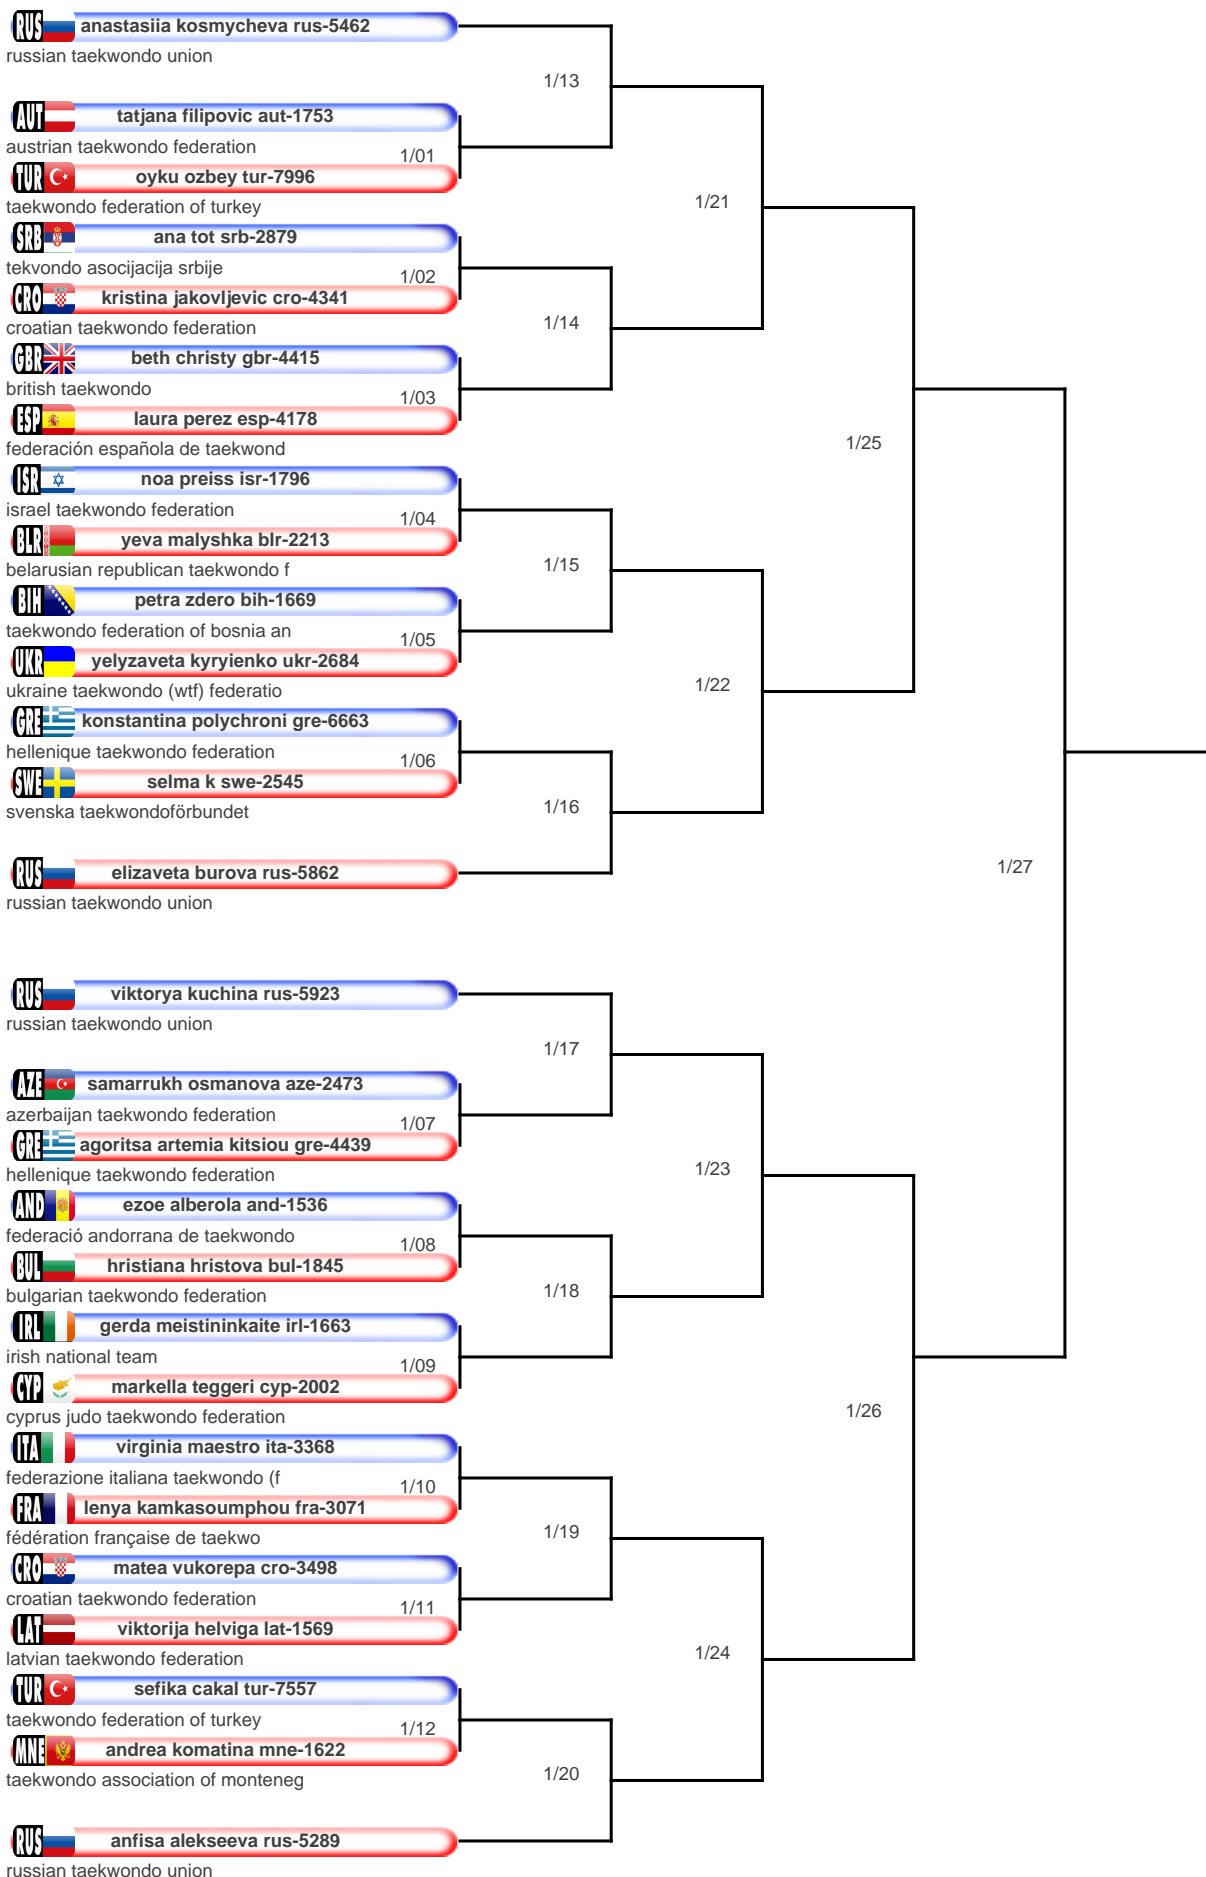 RUS anastasiia kosmycheva rus-5462
russian taekwondo union
1/13
AUT tatjana filipovic aut-1753
austrian taekwondo federation
1/01
TUR oyku ozbey tur-7996
taekwondo federation of turkey
1/21
SRB ana tot srb-2879
tekvondo asocijacija srbije
1/02
CRO kristina jakovljevic cro-4341
croatian taekwondo federation
1/14
GBR beth christy gbr-4415
british taekwondo
1/03
ESP laura perez esp-4178
federación española de taekwond
1/25
ISR noa preiss isr-1796
israel taekwondo federation
1/04
BLR yeva malyshka blr-2213
belarusian republican taekwondo f
1/15
BIH petra zdero bih-1669
taekwondo federation of bosnia an
1/05
UKR yelyzaveta kyryienko ukr-2684
ukraine taekwondo (wtf) federatio
1/22
GRE konstantina polychroni gre-6663
hellenique taekwondo federation
1/06
SWE selma k swe-2545
svenska taekwondoförbundet
1/16
RUS elizaveta burova rus-5862
russian taekwondo union
1/27
RUS viktorya kuchina rus-5923
russian taekwondo union
1/17
AZE samarrukh osmanova aze-2473
azerbaijan taekwondo federation
1/07
GRE agoritsa artemia kitsiou gre-4439
hellenique taekwondo federation
1/23
AND ezoe alberola and-1536
federació andorrana de taekwondo
1/08
BUL hristiana hristova bul-1845
bulgarian taekwondo federation
1/18
IRL gerda meistininkaite irl-1663
irish national team
1/09
CYP markella teggeri cyp-2002
cyprus judo taekwondo federation
1/26
ITA virginia maestro ita-3368
federazione italiana taekwondo (f
1/10
FRA lenya kamkasoumphou fra-3071
fédération française de taekwo
1/19
CRO matea vukorepa cro-3498
croatian taekwondo federation
1/11
LAT viktorija helviga lat-1569
latvian taekwondo federation
1/24
TUR sefika cakal tur-7557
taekwondo federation of turkey
1/12
MNE andrea komatina mne-1622
taekwondo association of monteneg
1/20
RUS anfisa alekseeva rus-5289
russian taekwondo union